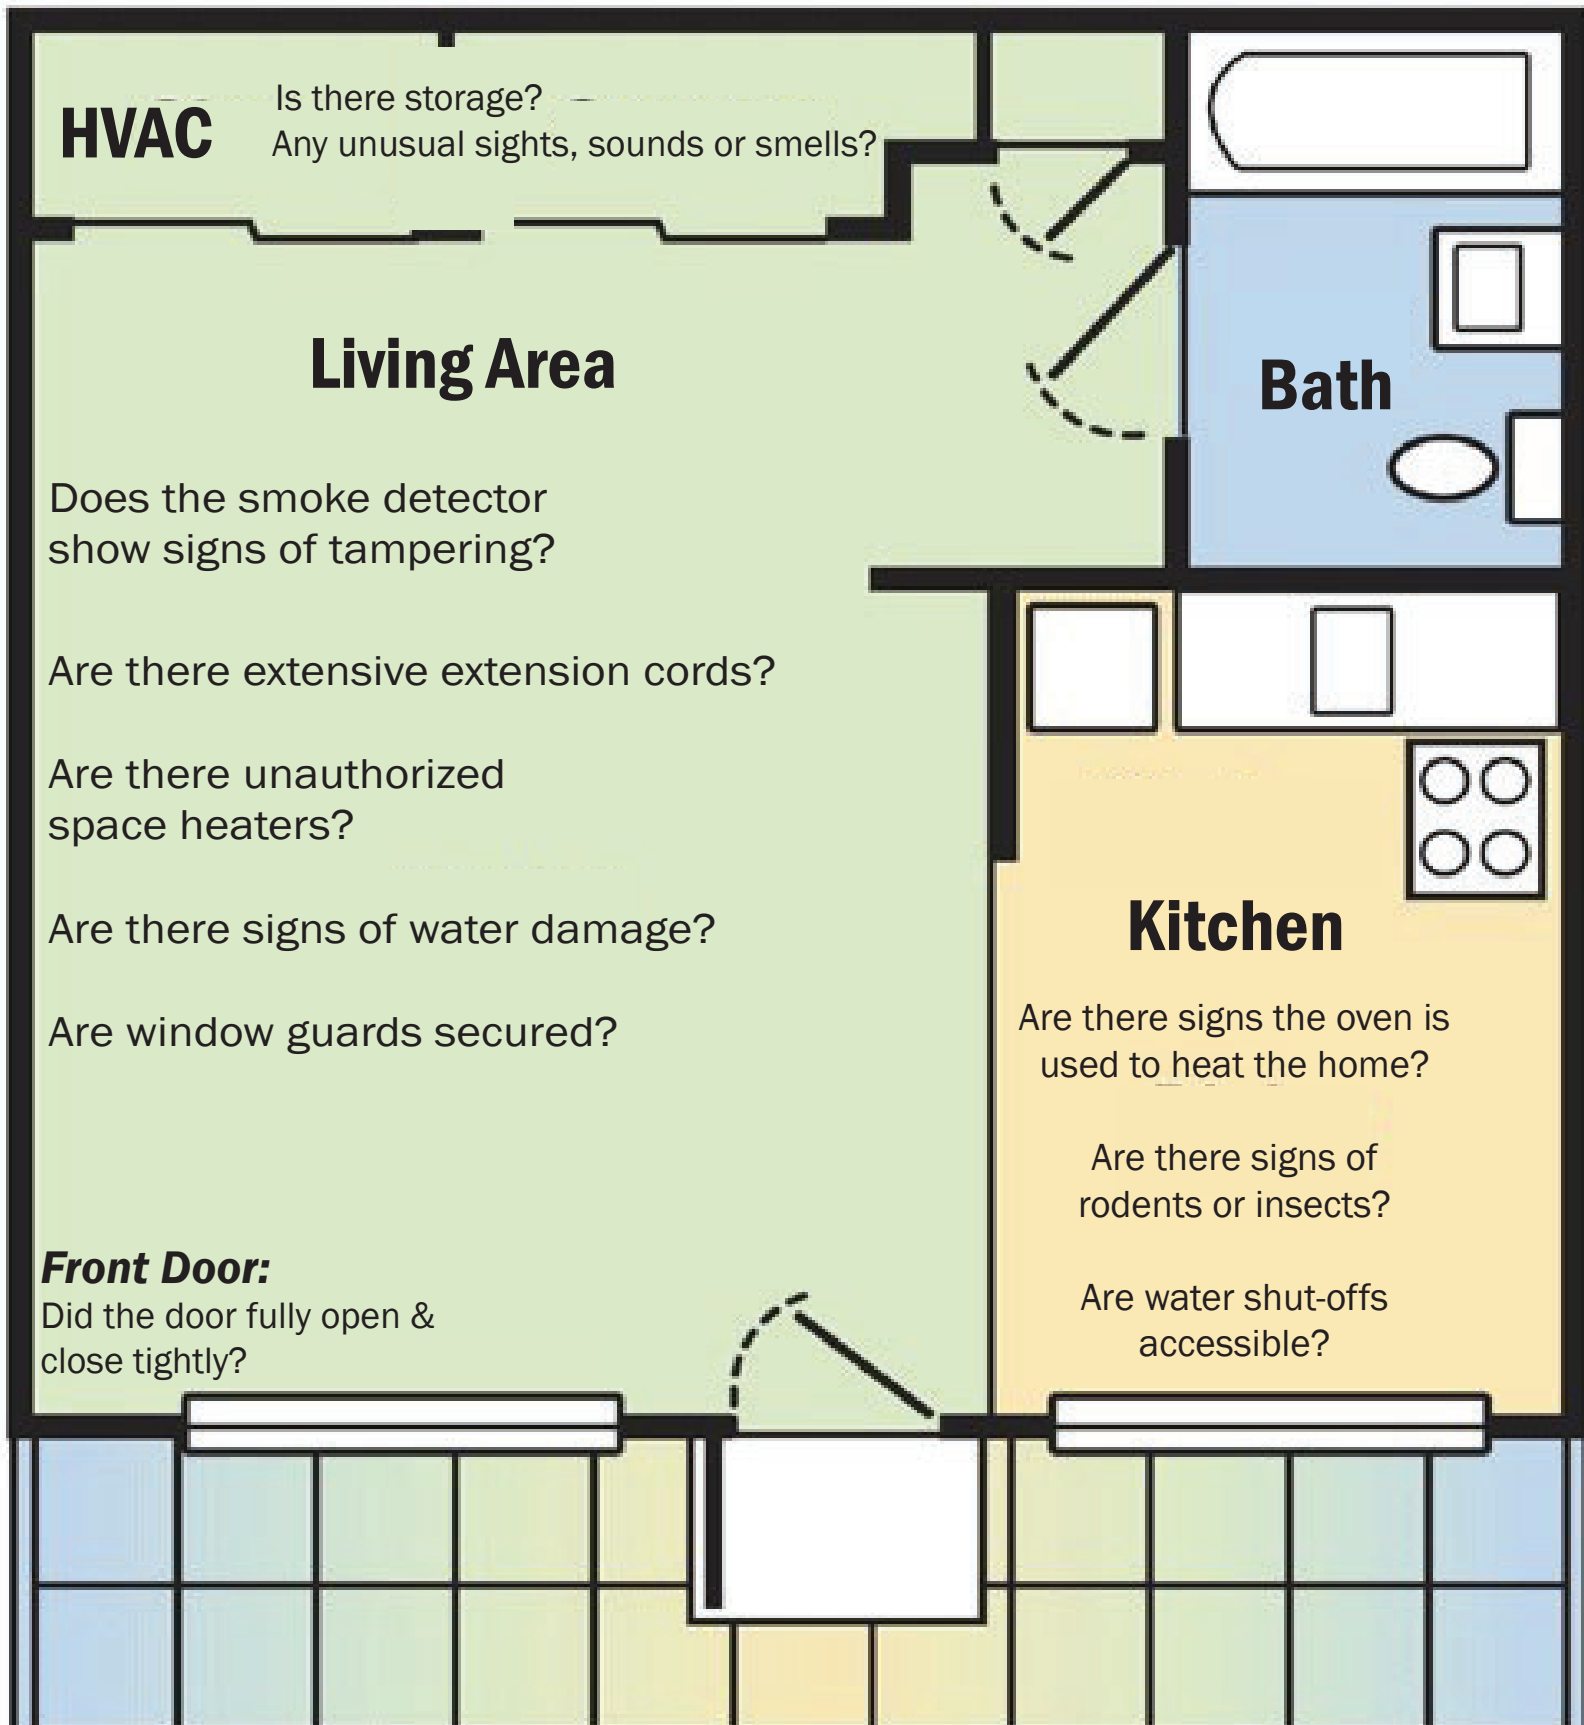 HVAC
Is there storage?
Any unusual sights, sounds or smells?
Living Area
Bath
Does the smoke detector
show signs of tampering?
Are there extensive extension cords?
Are there unauthorized
space heaters?
Are there signs of water damage?
Are window guards secured?
Kitchen
Are there signs the oven is
used to heat the home?
Are there signs of
rodents or insects?
Are water shut-offs
accessible?
Front Door:
Did the door fully open &
close tightly?